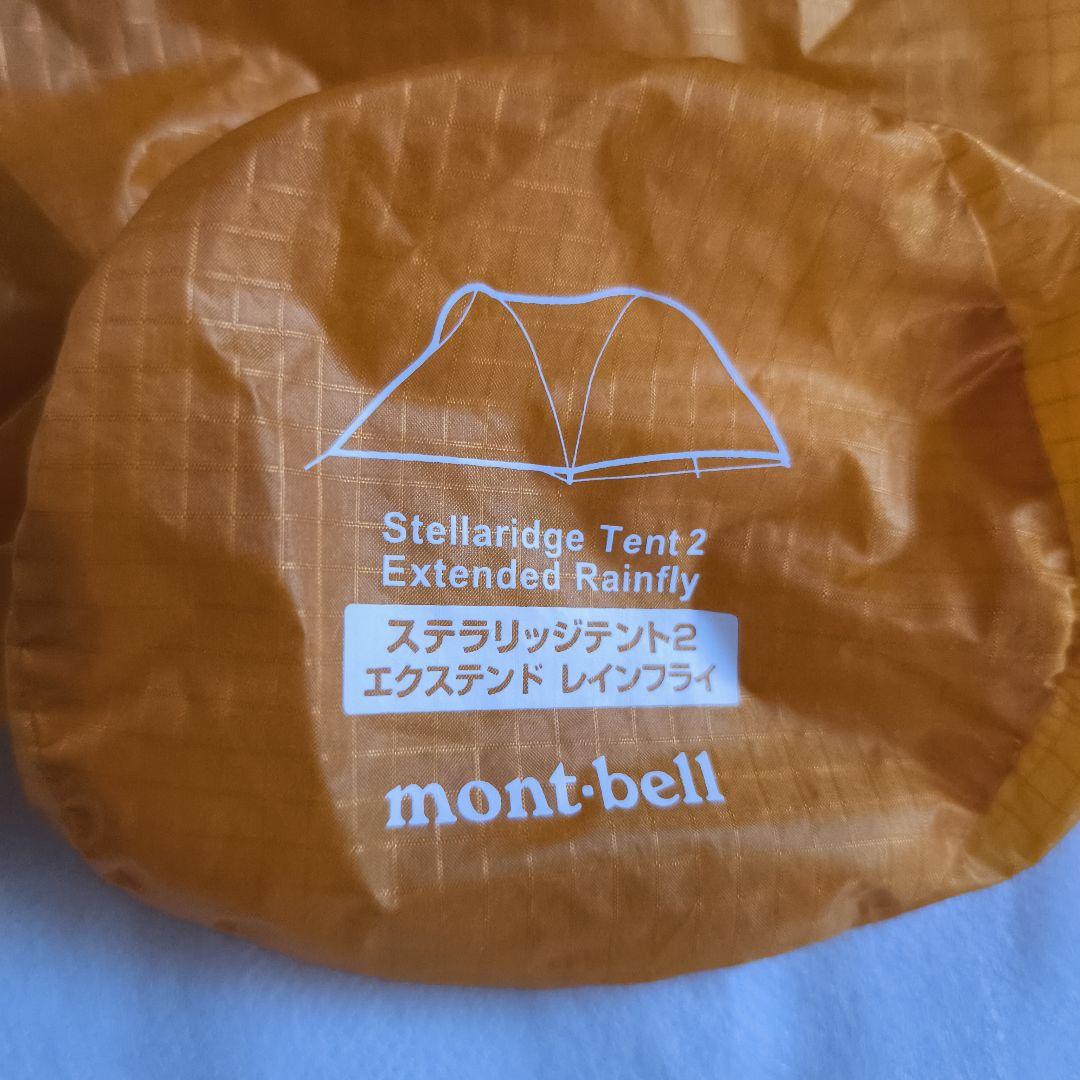 Stellaridge Tent 2
Extended Rainfly
ステラリッジテント2
エクステンド レインフライ
mont·bell